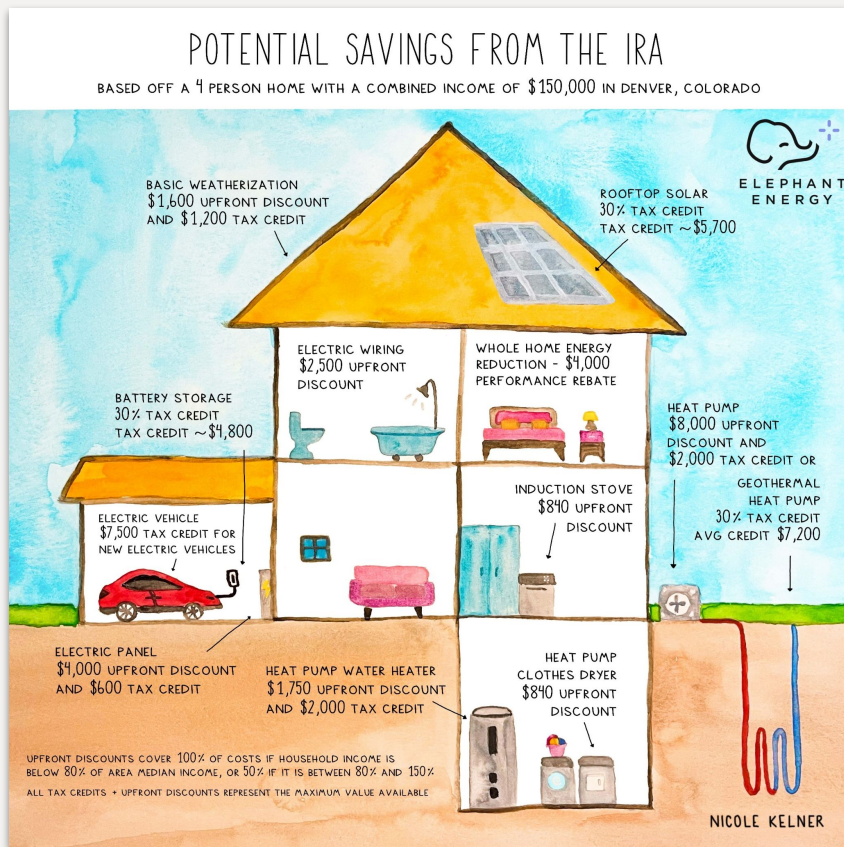 POTENTIAL SAVINGS FROM THE IRA
BASED OFF A 4 PERSON HOME WITH A COMBINED INCOME OF $150,000 IN DENVER, COLORADO
ELEPHANT
ENERGY
BASIC WEATHERIZATION
$1,600 UPFRONT DISCOUNT
AND $1,200 TAX CREDIT
ROOFTOP SOLAR
30% TAX CREDIT
TAX CREDIT ~$5,700
ELECTRIC WIRING
$2,500 UPFRONT
DISCOUNT
WHOLE HOME ENERGY
REDUCTION - $4,000
PERFORMANCE REBATE
BATTERY STORAGE
30% TAX CREDIT
TAX CREDIT ~$4,800
HEAT PUMP
$8,000 UPFRONT
DISCOUNT AND
$2,000 TAX CREDIT OR
GEOTHERMAL
HEAT PUMP
30% TAX CREDIT
AVG CREDIT $7,200
INDUCTION STOVE
$840 UPFRONT
DISCOUNT
ELECTRIC VEHICLE
$7,500 TAX CREDIT FOR
NEW ELECTRIC VEHICLES
ELECTRIC PANEL
$4,000 UPFRONT DISCOUNT
AND $600 TAX CREDIT
HEAT PUMP WATER HEATER
$1,750 UPFRONT DISCOUNT
AND $2,000 TAX CREDIT
HEAT PUMP
CLOTHES DRYER
$840 UPFRONT
DISCOUNT
UPFRONT DISCOUNTS COVER 100% OF COSTS IF HOUSEHOLD INCOME IS
BELOW 80% OF AREA MEDIAN INCOME, OR 50% IF IT IS BETWEEN 80% AND 150%
ALL TAX CREDITS + UPFRONT DISCOUNTS REPRESENT THE MAXIMUM VALUE AVAILABLE
NICOLE KELNER